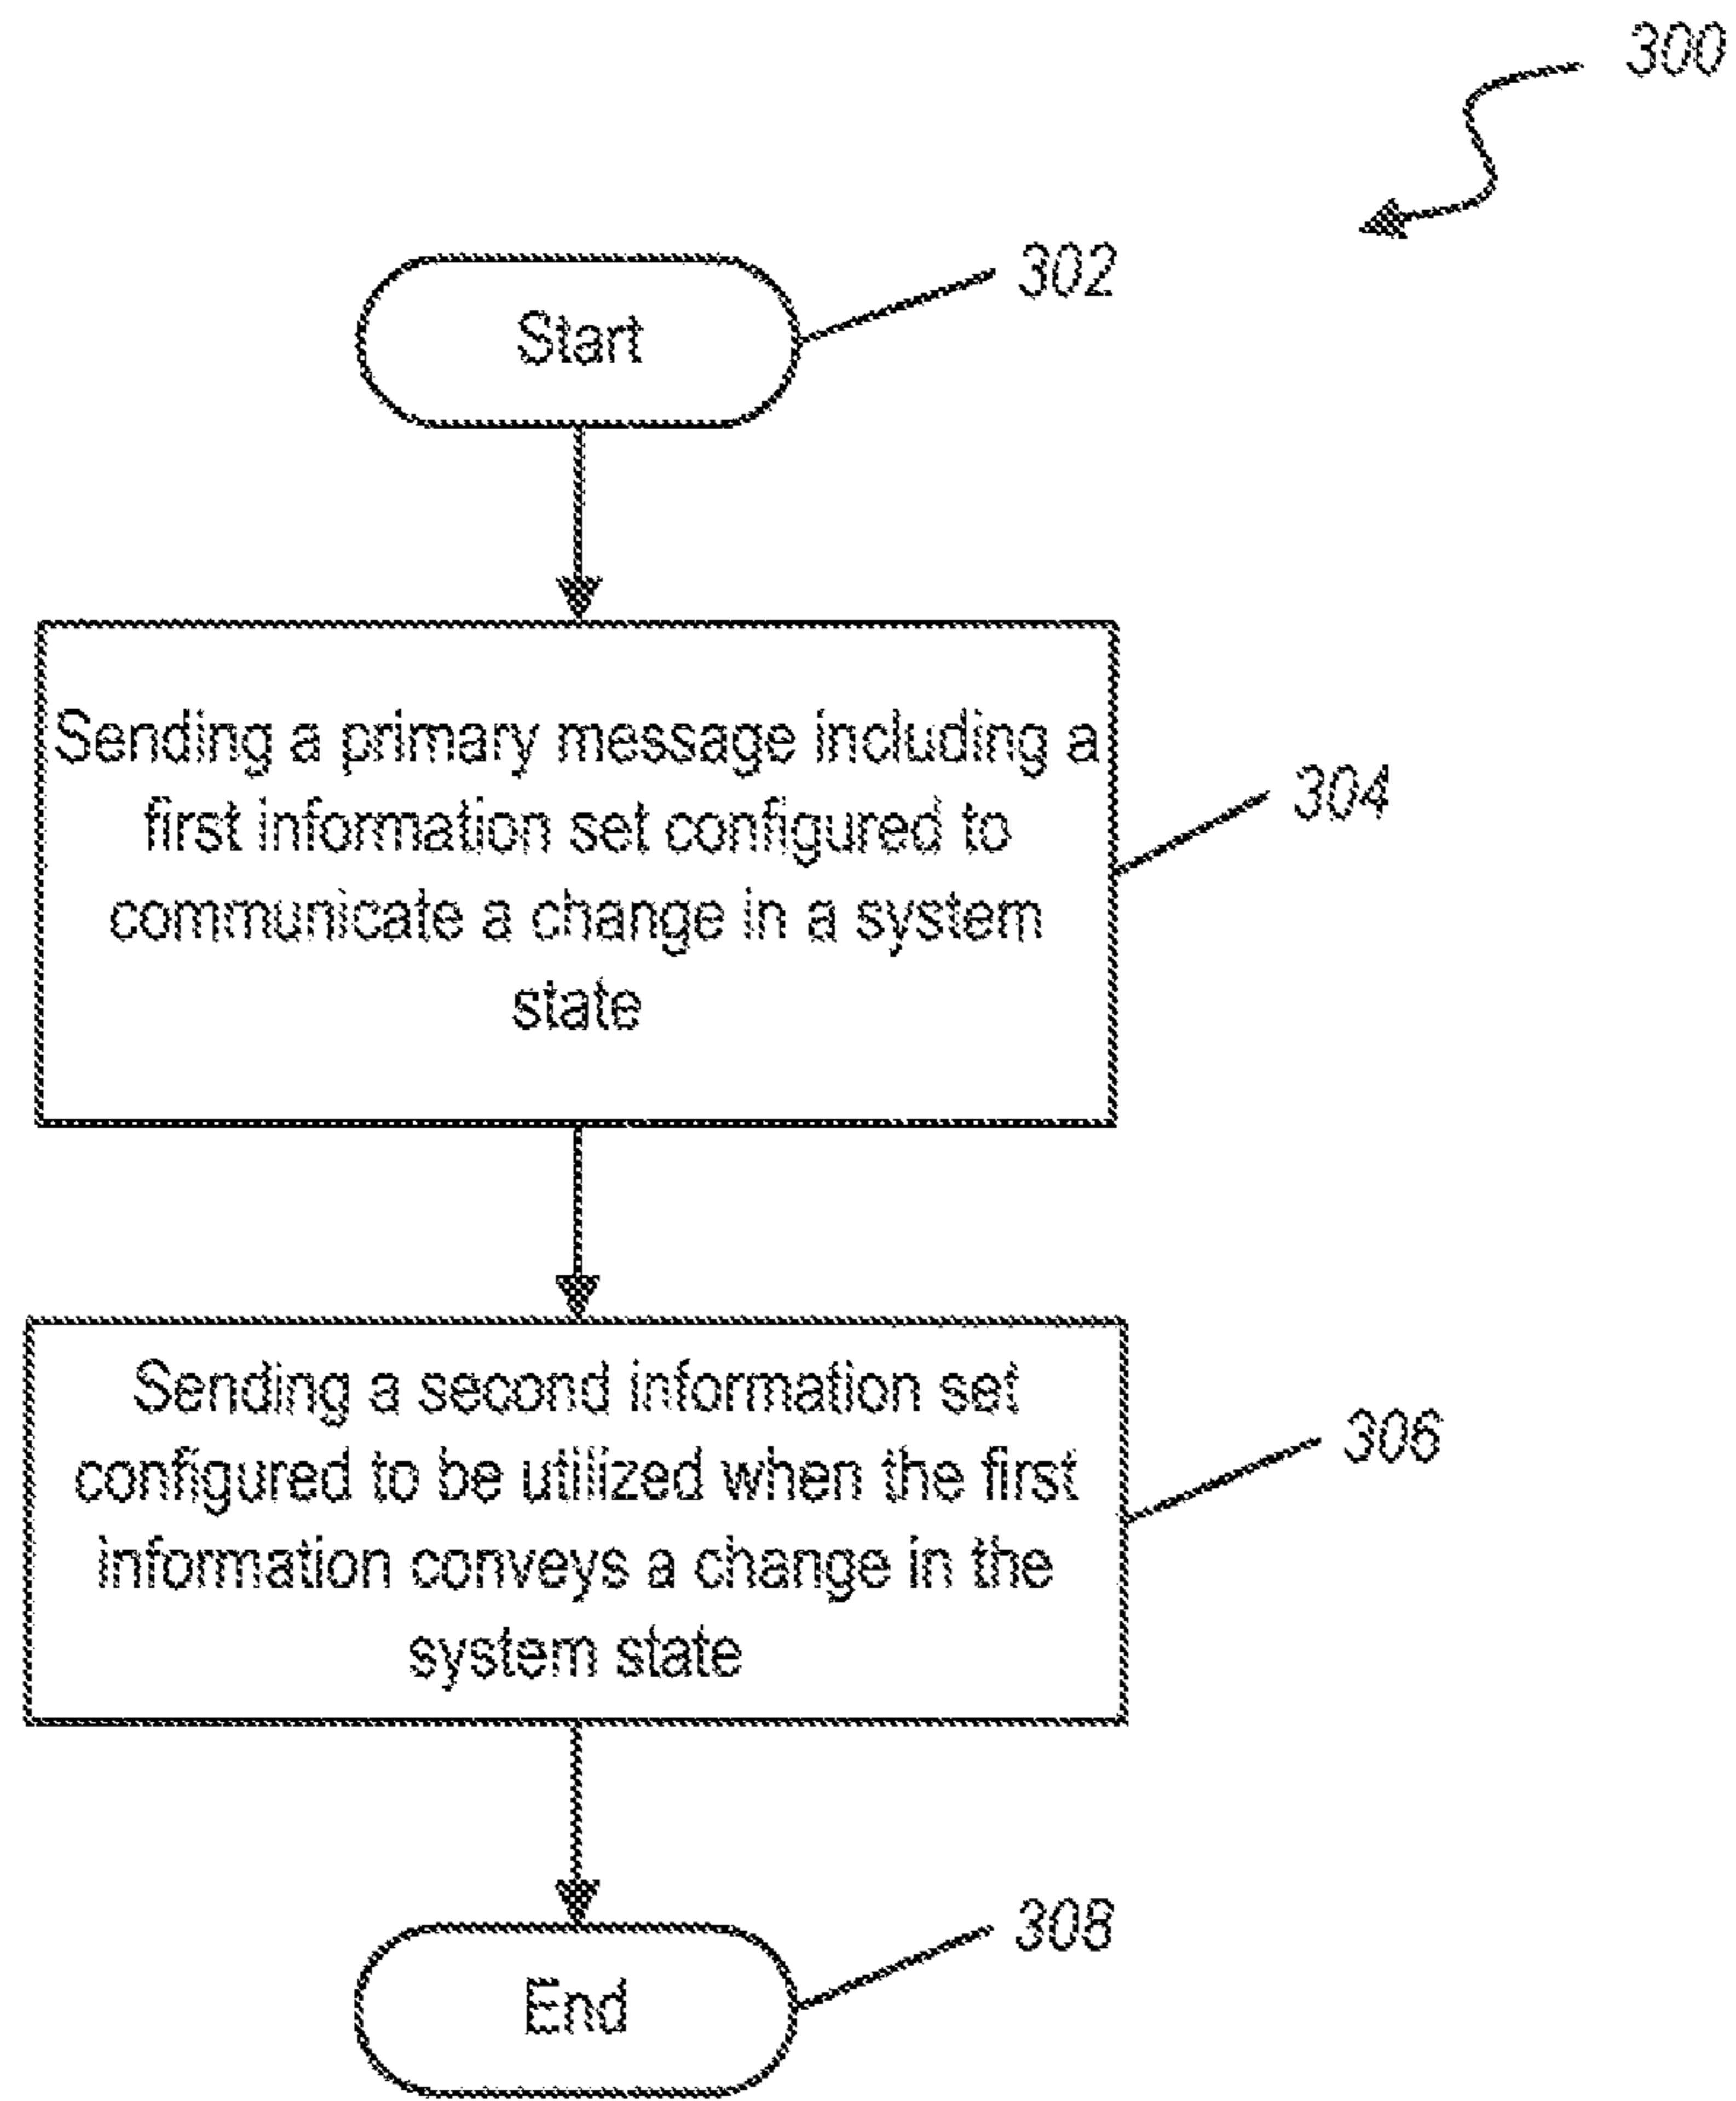 300
302
Start
Sending a primary message including a
first information set configured to
communicate a change in a system
state
304
Sending a second information set
configured to be utilized when the first
information conveys a change in the
system state
306
End
308